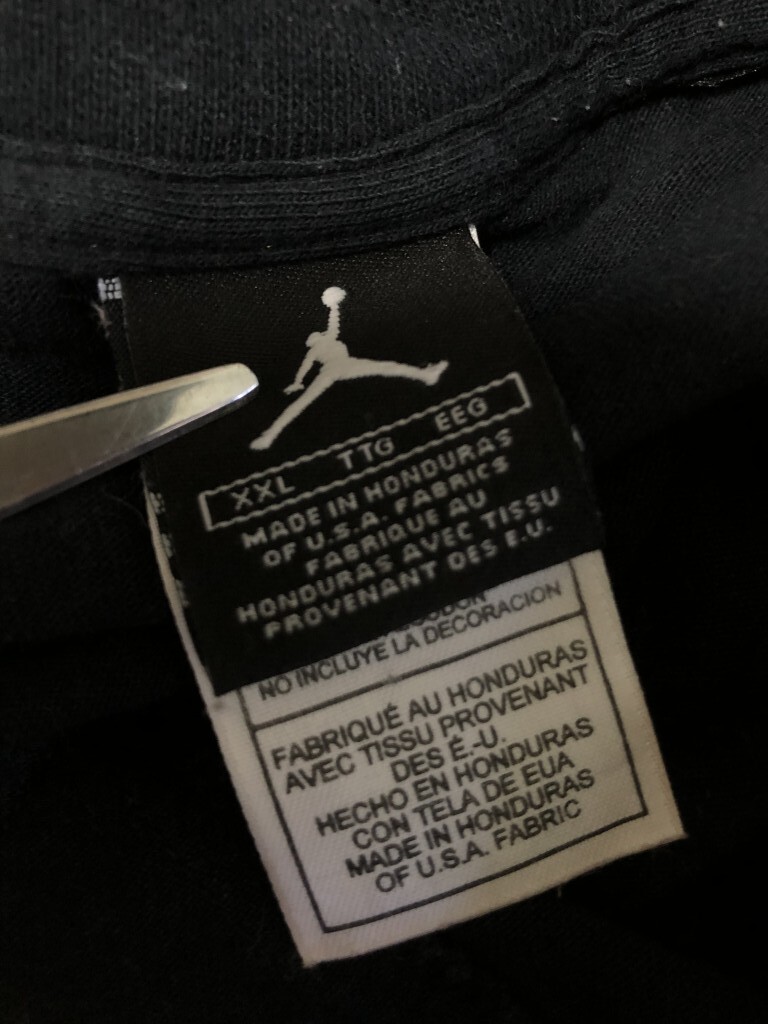 XXL TTG EEG
MADE IN HONDURAS
OF U.S.A. FABRICS
FABRIQUE AU
HONDURAS AVEC TISSU
PROVENANT DES E.U.
NO INCLUYE LA DECORACION
FABRIQUÉ AU HONDURAS
AVEC TISSU PROVENANT
DES É.-U.
HECHO EN HONDURAS
CON TELA DE EUA
MADE IN HONDURAS
OF U.S.A. FABRIC